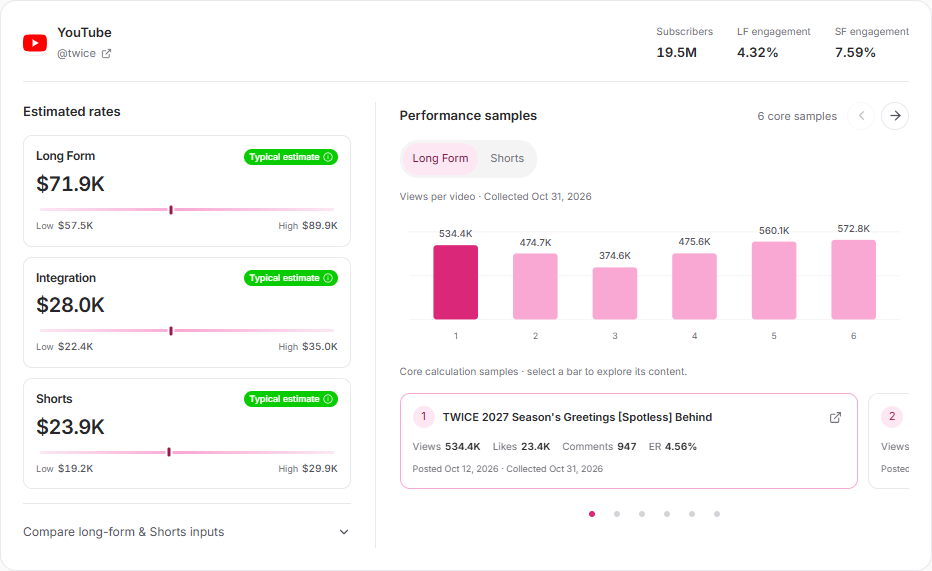 YouTube
@twice
Subscribers
19.5M
LF engagement
4.32%
SF engagement
7.59%
Estimated rates
Long Form
Typical estimate
$71.9K
Low $57.5K
High $89.9K
Integration
Typical estimate
$28.0K
Low $22.4K
High $35.0K
Shorts
Typical estimate
$23.9K
Low $19.2K
High $29.9K
Compare long-form & Shorts inputs
Performance samples
6 core samples
Long Form
Shorts
Views per video · Collected Oct 31, 2026
534.4K
474.7K
374.6K
475.6K
560.1K
572.8K
1
2
3
4
5
6
Core calculation samples · select a bar to explore its content.
1 TWICE 2027 Season's Greetings [Spotless] Behind
Views 534.4K Likes 23.4K Comments 947 ER 4.56%
Posted Oct 12, 2026 · Collected Oct 31, 2026
2
Views
Posted